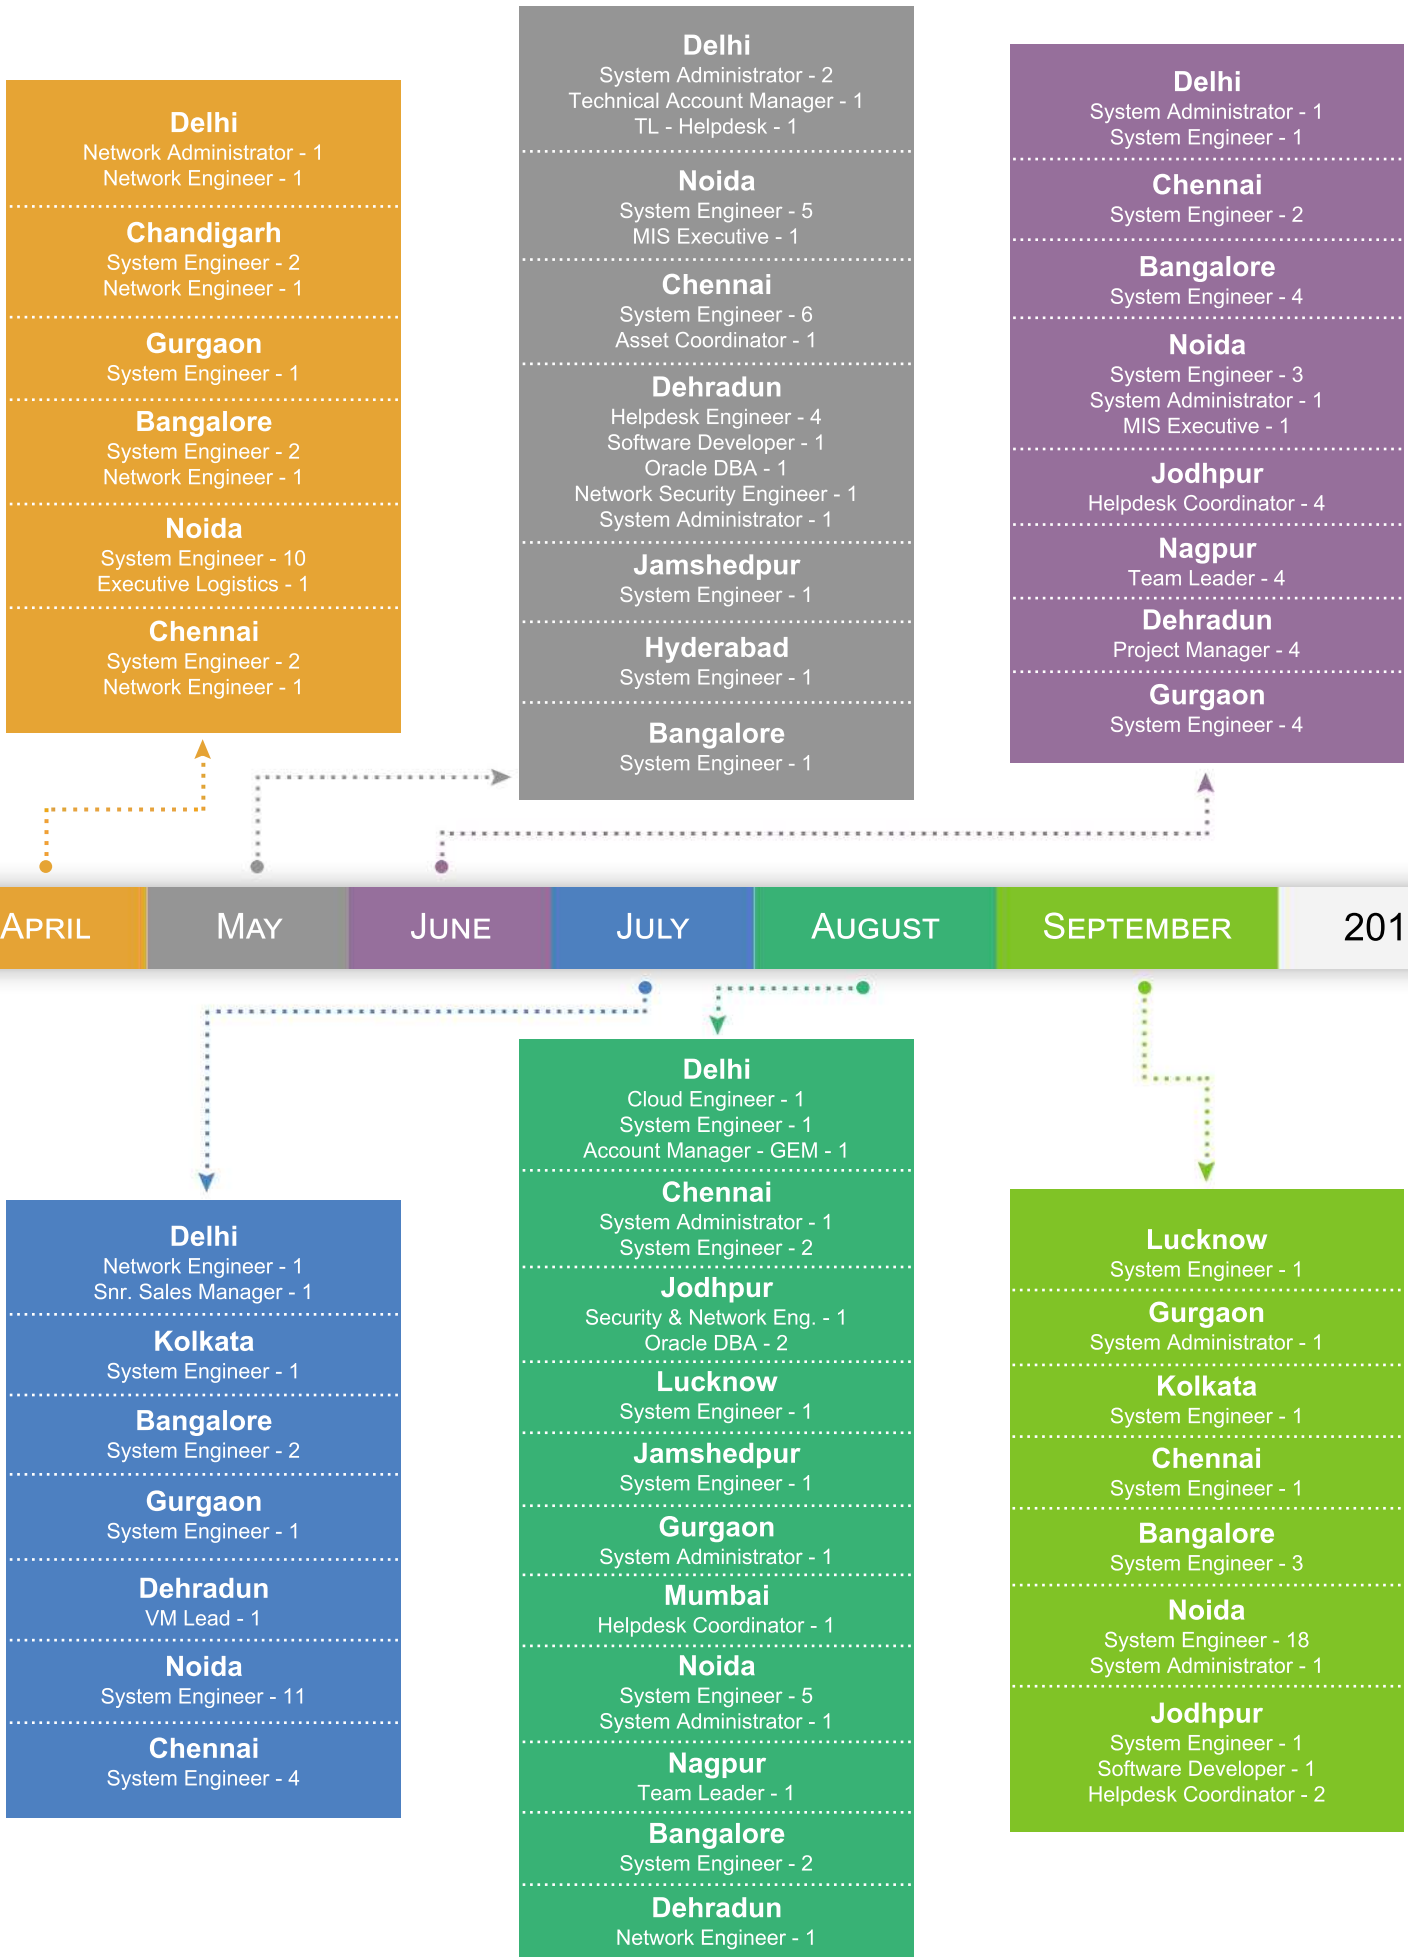 Delhi
Network Administrator - 1
Network Engineer - 1
Chandigarh
System Engineer - 2
Network Engineer - 1
Gurgaon
System Engineer - 1
Bangalore
System Engineer - 2
Network Engineer - 1
Noida
System Engineer - 10
Executive Logistics - 1
Chennai
System Engineer - 2
Network Engineer - 1
Delhi
System Administrator - 2
Technical Account Manager - 1
TL - Helpdesk - 1
Noida
System Engineer - 5
MIS Executive - 1
Chennai
System Engineer - 6
Asset Coordinator - 1
Dehradun
Helpdesk Engineer - 4
Software Developer - 1
Oracle DBA - 1
Network Security Engineer - 1
System Administrator - 1
Jamshedpur
System Engineer - 1
Hyderabad
System Engineer - 1
Bangalore
System Engineer - 1
Delhi
System Administrator - 1
System Engineer - 1
Chennai
System Engineer - 2
Bangalore
System Engineer - 4
Noida
System Engineer - 3
System Administrator - 1
MIS Executive - 1
Jodhpur
Helpdesk Coordinator - 4
Nagpur
Team Leader - 4
Dehradun
Project Manager - 4
Gurgaon
System Engineer - 4
APRIL MAY JUNE JULY AUGUST SEPTEMBER 201
Delhi
Network Engineer - 1
Snr. Sales Manager - 1
Kolkata
System Engineer - 1
Bangalore
System Engineer - 2
Gurgaon
System Engineer - 1
Dehradun
VM Lead - 1
Noida
System Engineer - 11
Chennai
System Engineer - 4
Delhi
Cloud Engineer - 1
System Engineer - 1
Account Manager - GEM - 1
Chennai
System Administrator - 1
System Engineer - 2
Jodhpur
Security & Network Eng. - 1
Oracle DBA - 2
Lucknow
System Engineer - 1
Jamshedpur
System Engineer - 1
Gurgaon
System Administrator - 1
Mumbai
Helpdesk Coordinator - 1
Noida
System Engineer - 5
System Administrator - 1
Nagpur
Team Leader - 1
Bangalore
System Engineer - 2
Dehradun
Network Engineer - 1
Lucknow
System Engineer - 1
Gurgaon
System Administrator - 1
Kolkata
System Engineer - 1
Chennai
System Engineer - 1
Bangalore
System Engineer - 3
Noida
System Engineer - 18
System Administrator - 1
Jodhpur
System Engineer - 1
Software Developer - 1
Helpdesk Coordinator - 2